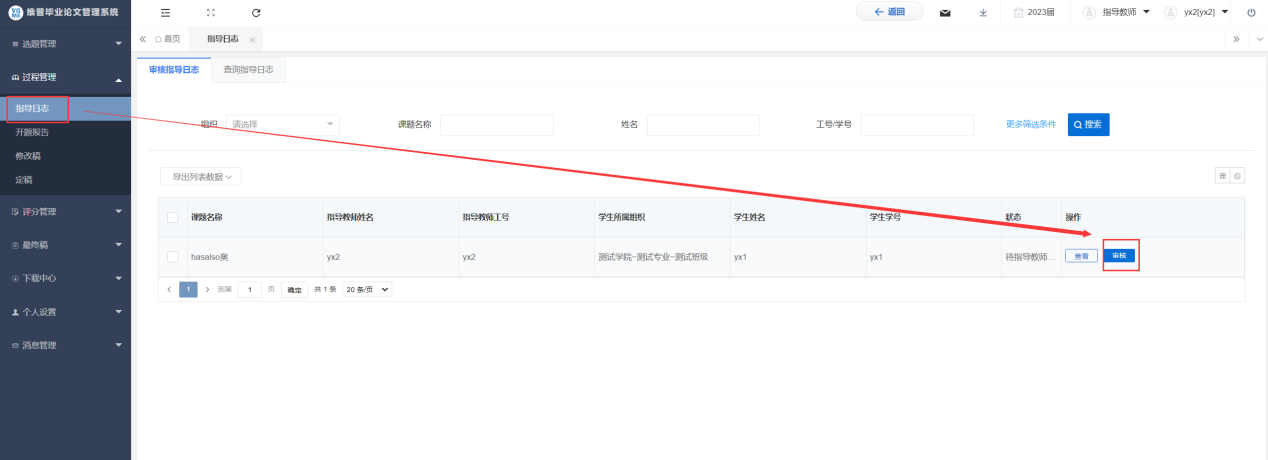 维普毕业论文管理系统
返回
2023届
指导教师
yx2[yx2]
首页
指导日志
选题管理
过程管理
指导日志
开题报告
修改稿
定稿
评分管理
最终稿
下载中心
个人设置
消息管理
审核指导日志
查询指导日志
组织 请选择 课题名称 姓名 工号/学号 更多筛选条件 搜索
导出列表数据
课题名称 指导教师姓名 指导教师工号 学生所属组织 学生姓名 学生学号 状态 操作
hasalso奥 yx2 yx2 测试学院~测试专业~测试班级 yx1 yx1 待指导教师... 查看 审核
1 到第 1 页 确定 共 1 条 20 条/页